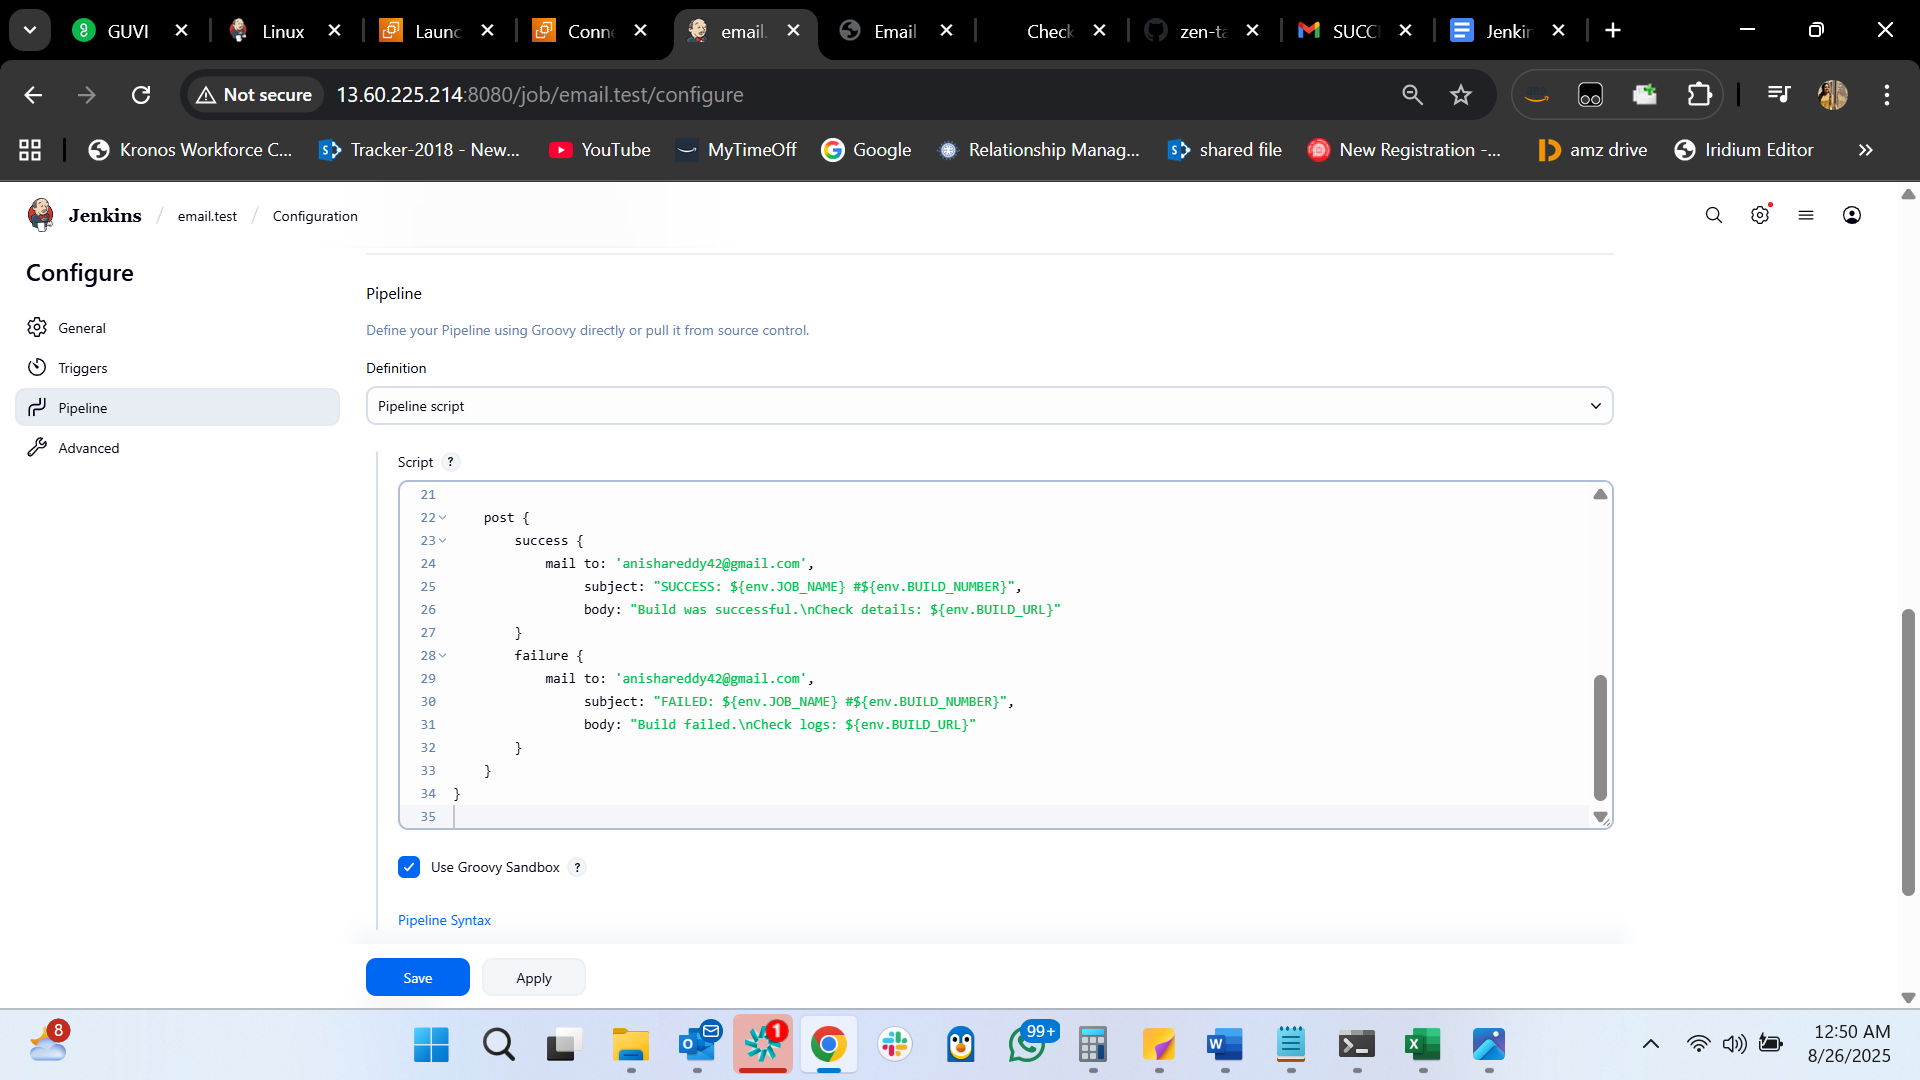 GUVI
Linux
Launc
Conne
email.
Email
Check
zen-ta
SUCC
Jenkin
Not secure
13.60.225.214:8080/job/email.test/configure
Kronos Workforce C...
Tracker-2018 - New...
YouTube
MyTimeOff
Google
Relationship Manag...
shared file
New Registration -...
amz drive
Iridium Editor
Jenkins / email.test / Configuration
Configure
General
Triggers
Pipeline
Advanced
Pipeline
Define your Pipeline using Groovy directly or pull it from source control.
Definition
Pipeline script
Script ?
21
22 post {
23 success {
24 mail to: 'anishareddy42@gmail.com',
25 subject: "SUCCESS: ${env.JOB_NAME} #${env.BUILD_NUMBER}",
26 body: "Build was successful.\nCheck details: ${env.BUILD_URL}"
27 }
28 failure {
29 mail to: 'anishareddy42@gmail.com',
30 subject: "FAILED: ${env.JOB_NAME} #${env.BUILD_NUMBER}",
31 body: "Build failed.\nCheck logs: ${env.BUILD_URL}"
32 }
33 }
34 }
35
Use Groovy Sandbox ?
Pipeline Syntax
Save
Apply
8
1
99+
12:50 AM
8/26/2025